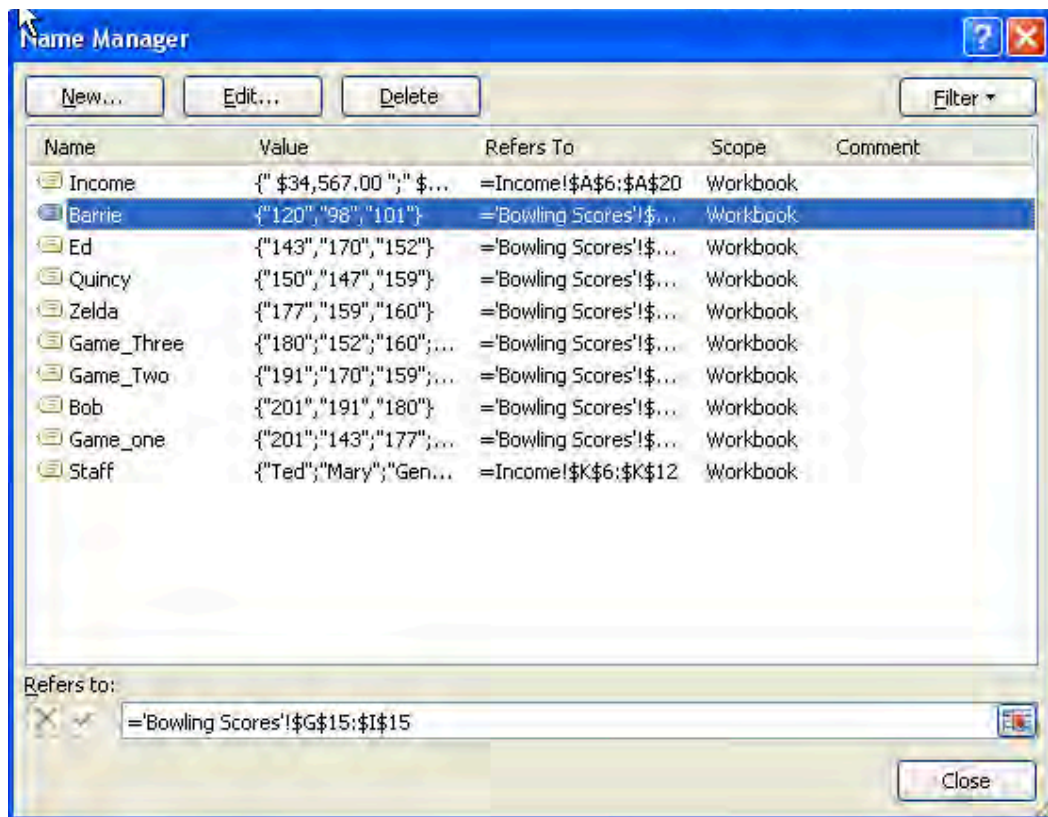 Name Manager
New... Edit... Delete Filter
Name Value Refers To Scope Comment
Income {" $34,567.00 ";" $... =Income!$A$6:$A$20 Workbook
Barrie {"120","98","101"} ='Bowling Scores'!$... Workbook
Ed {"143","170","152"} ='Bowling Scores'!$... Workbook
Quincy {"150","147","159"} ='Bowling Scores'!$... Workbook
Zelda {"177","159","160"} ='Bowling Scores'!$... Workbook
Game_Three {"180";"152";"160";... ='Bowling Scores'!$... Workbook
Game_Two {"191";"170";"159";... ='Bowling Scores'!$... Workbook
Bob {"201","191","180"} ='Bowling Scores'!$... Workbook
Game_one {"201";"143";"177";... ='Bowling Scores'!$... Workbook
Staff {"Ted";"Mary";"Gen... =Income!$K$6:$K$12 Workbook
Refers to:
='Bowling Scores'!$G$15:$I$15
Close